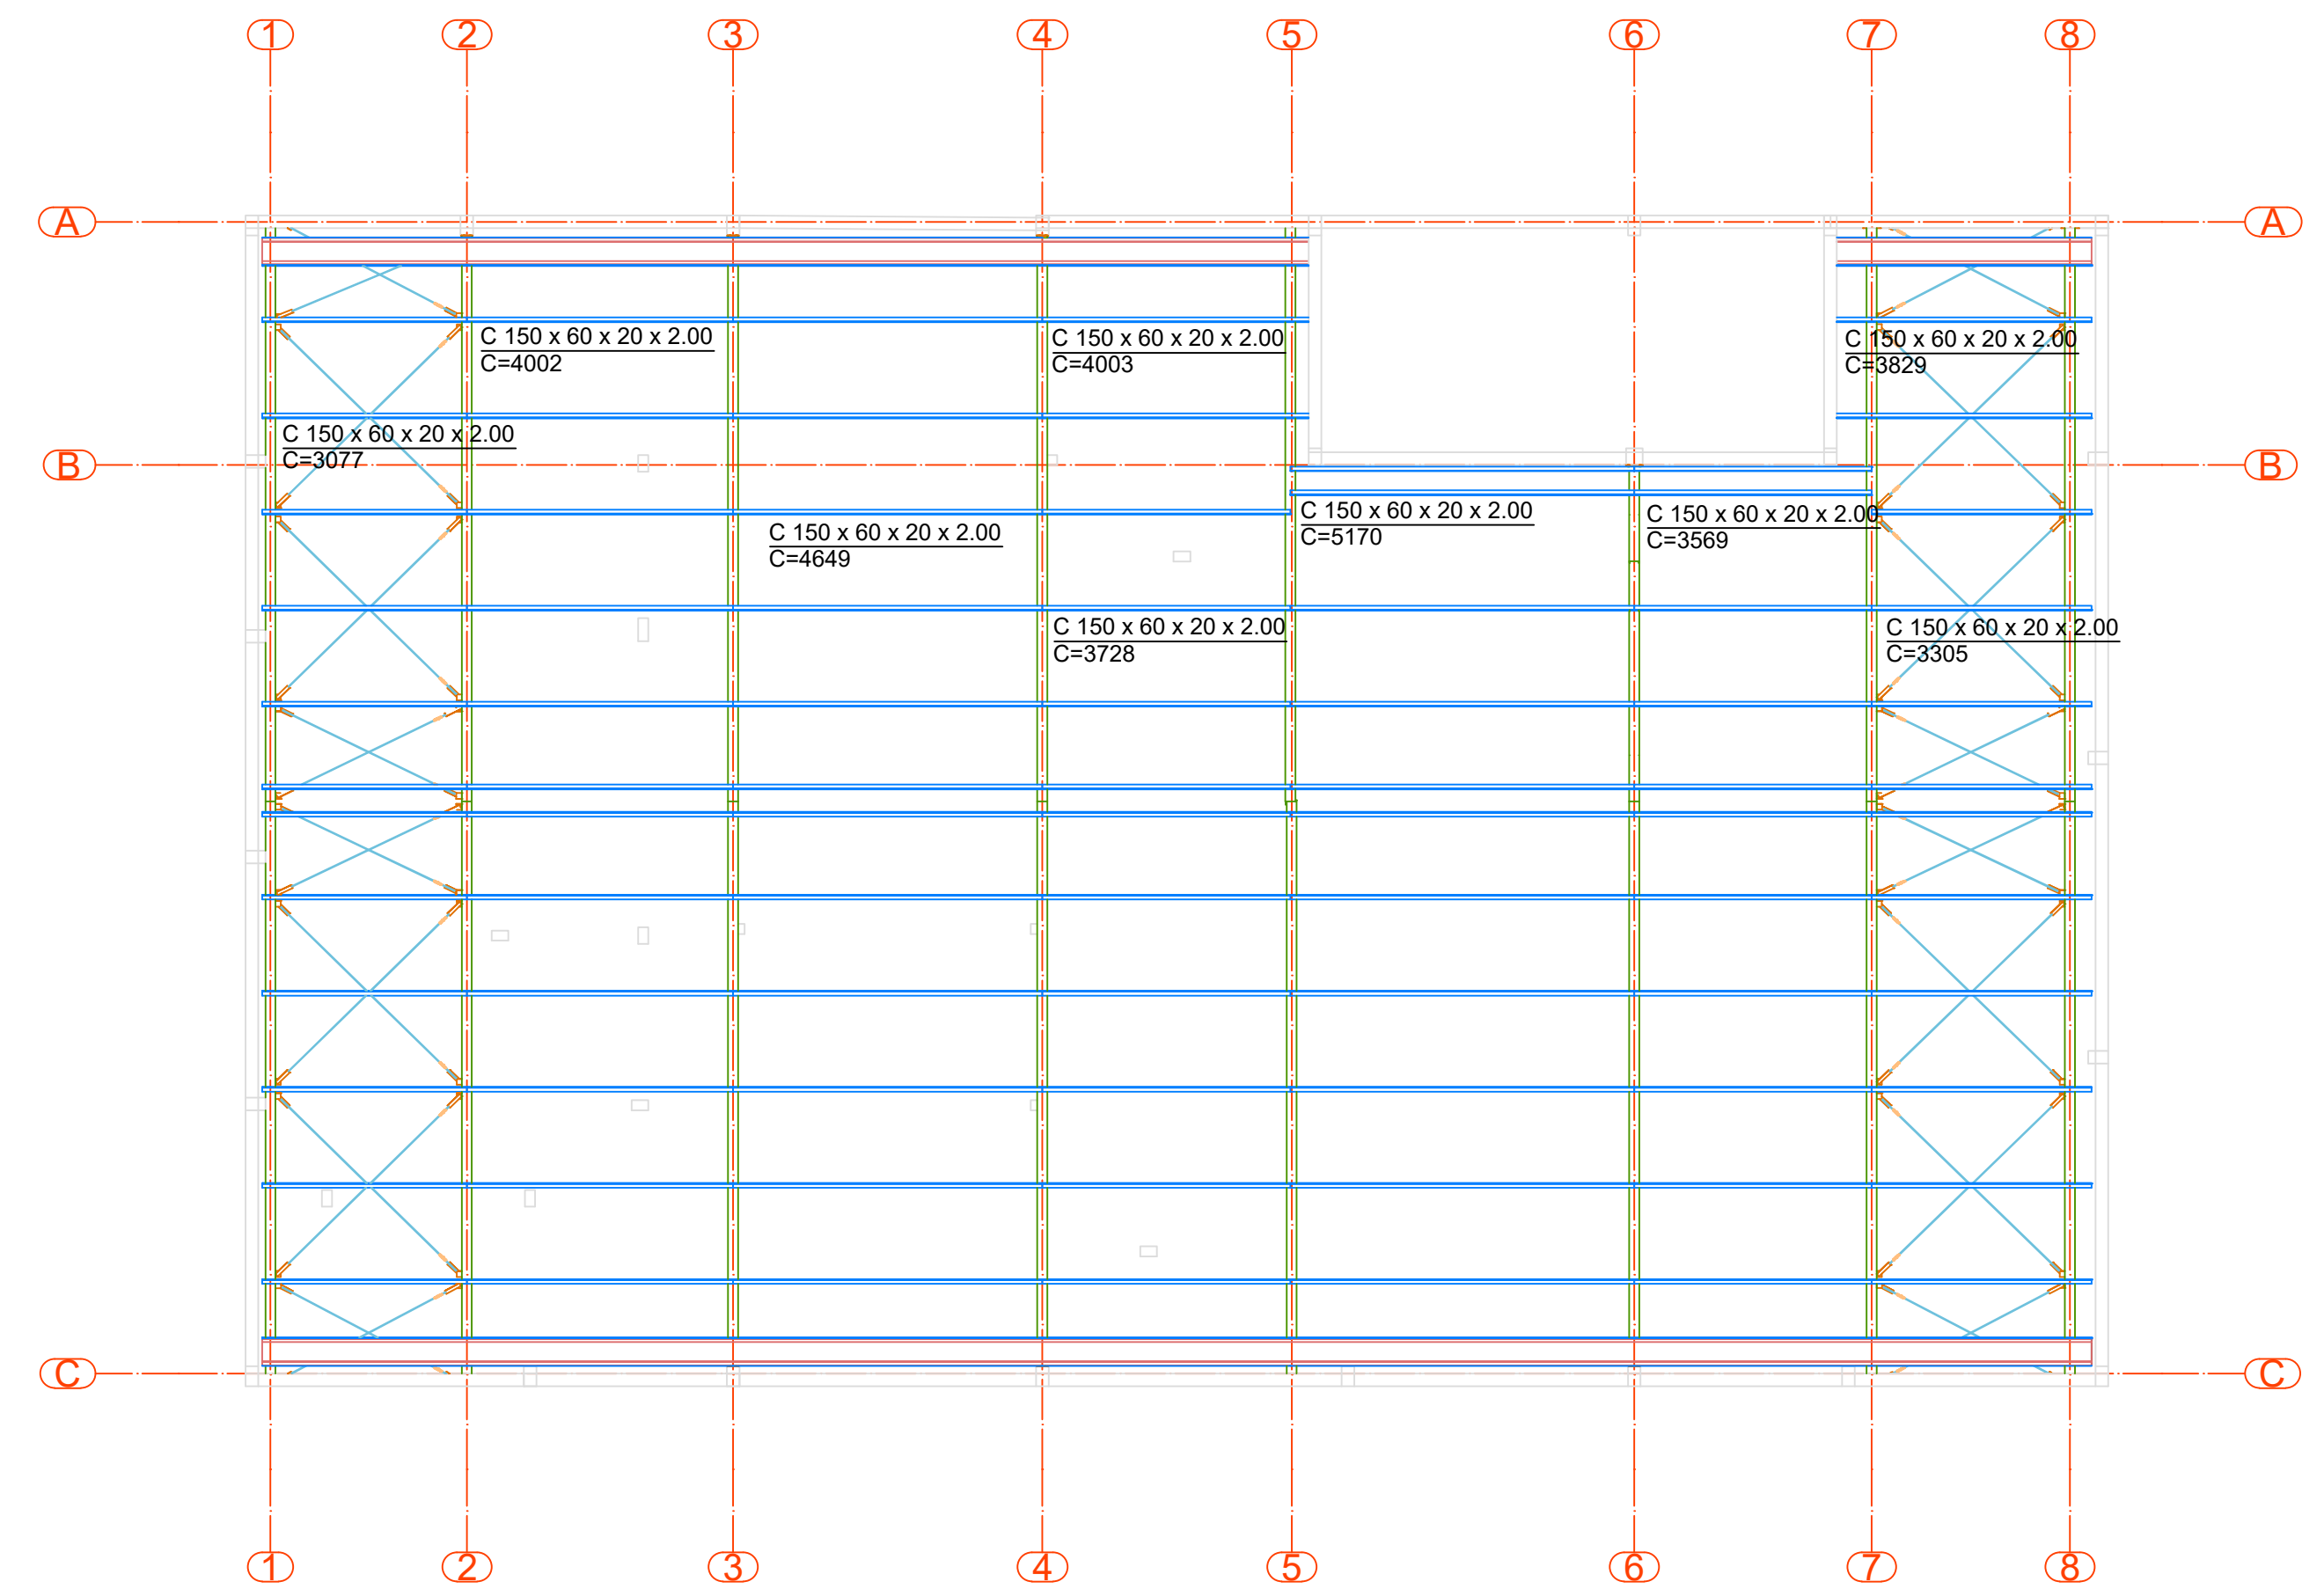 1 2 3 4 5 6 7 8
A A
C 150 x 60 x 20 x 2.00
C=4002
C 150 x 60 x 20 x 2.00
C=4003
C 150 x 60 x 20 x 2.00
C=3829
C 150 x 60 x 20 x 2.00
C=3077
B B
C 150 x 60 x 20 x 2.00
C=4649
C 150 x 60 x 20 x 2.00
C=5170
C 150 x 60 x 20 x 2.00
C=3569
C 150 x 60 x 20 x 2.00
C=3728
C 150 x 60 x 20 x 2.00
C=3305
C C
1 2 3 4 5 6 7 8